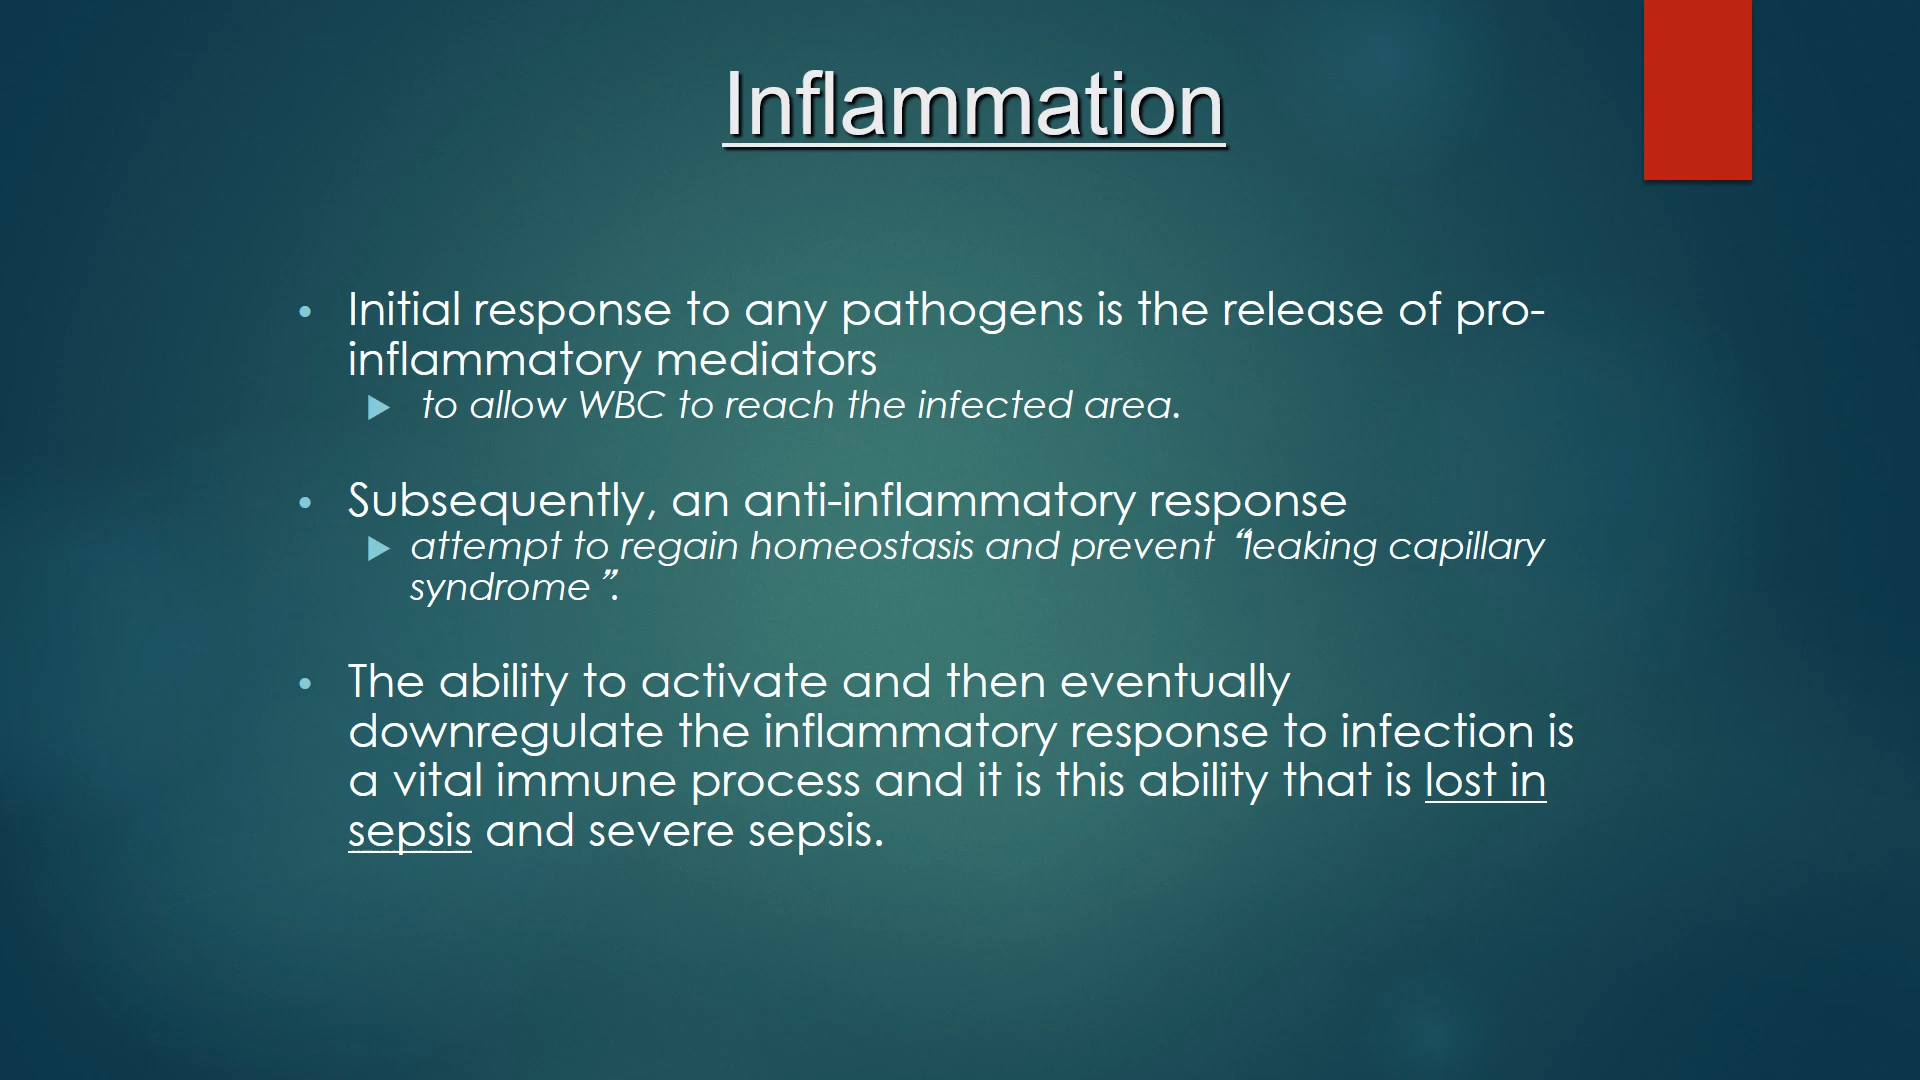 Inflammation
• Initial response to any pathogens is the release of pro-
inflammatory mediators
▶ to allow WBC to reach the infected area.
• Subsequently, an anti-inflammatory response
▶ attempt to regain homeostasis and prevent “leaking capillary
syndrome”.
• The ability to activate and then eventually
downregulate the inflammatory response to infection is
a vital immune process and it is this ability that is lost in
sepsis and severe sepsis.